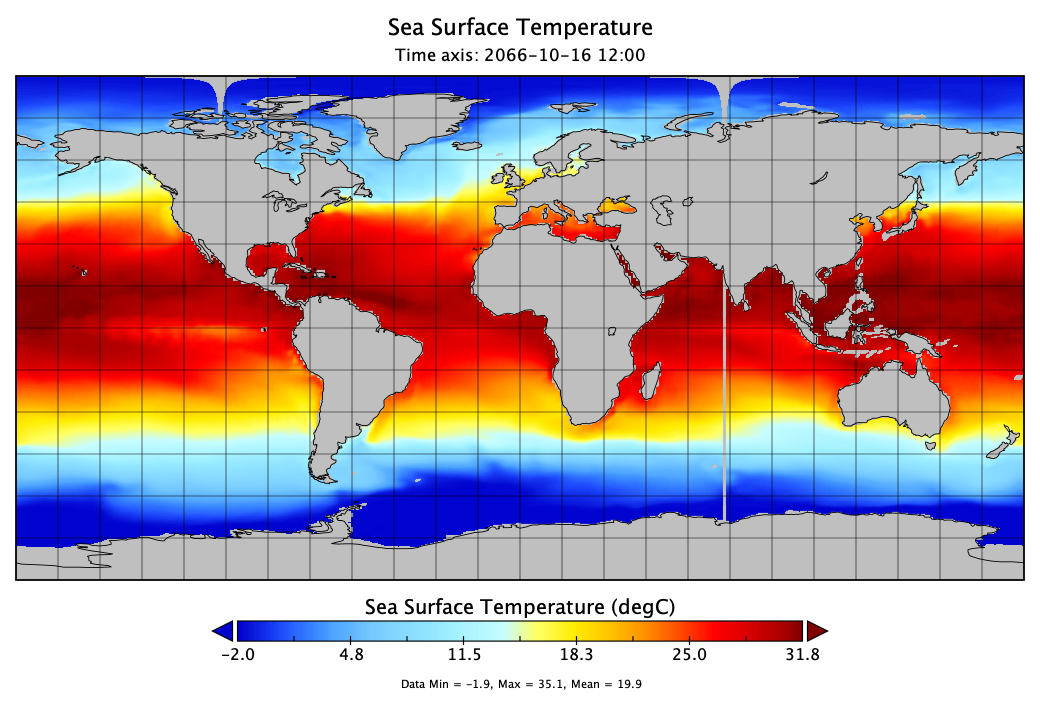 Sea Surface Temperature
Time axis: 2066-10-16 12:00
Sea Surface Temperature (degC)
-2.0 4.8 11.5 18.3 25.0 31.8
Data Min = -1.9, Max = 35.1, Mean = 19.9